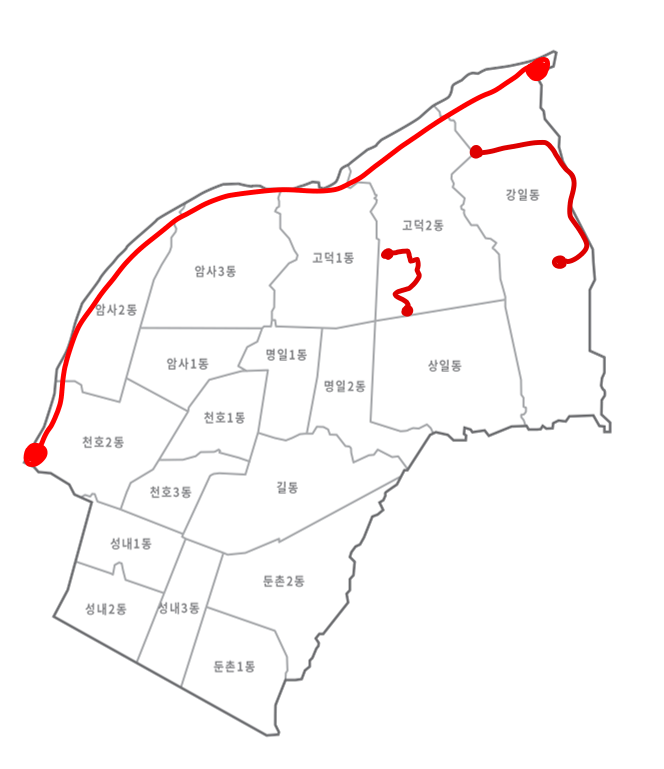 강일동
고덕2동
고덕1동
암사3동
암사2동
명일1동
암사1동
상일동
명일2동
천호1동
천호2동
길동
천호3동
성내1동
둔촌2동
성내2동
성내3동
둔촌1동